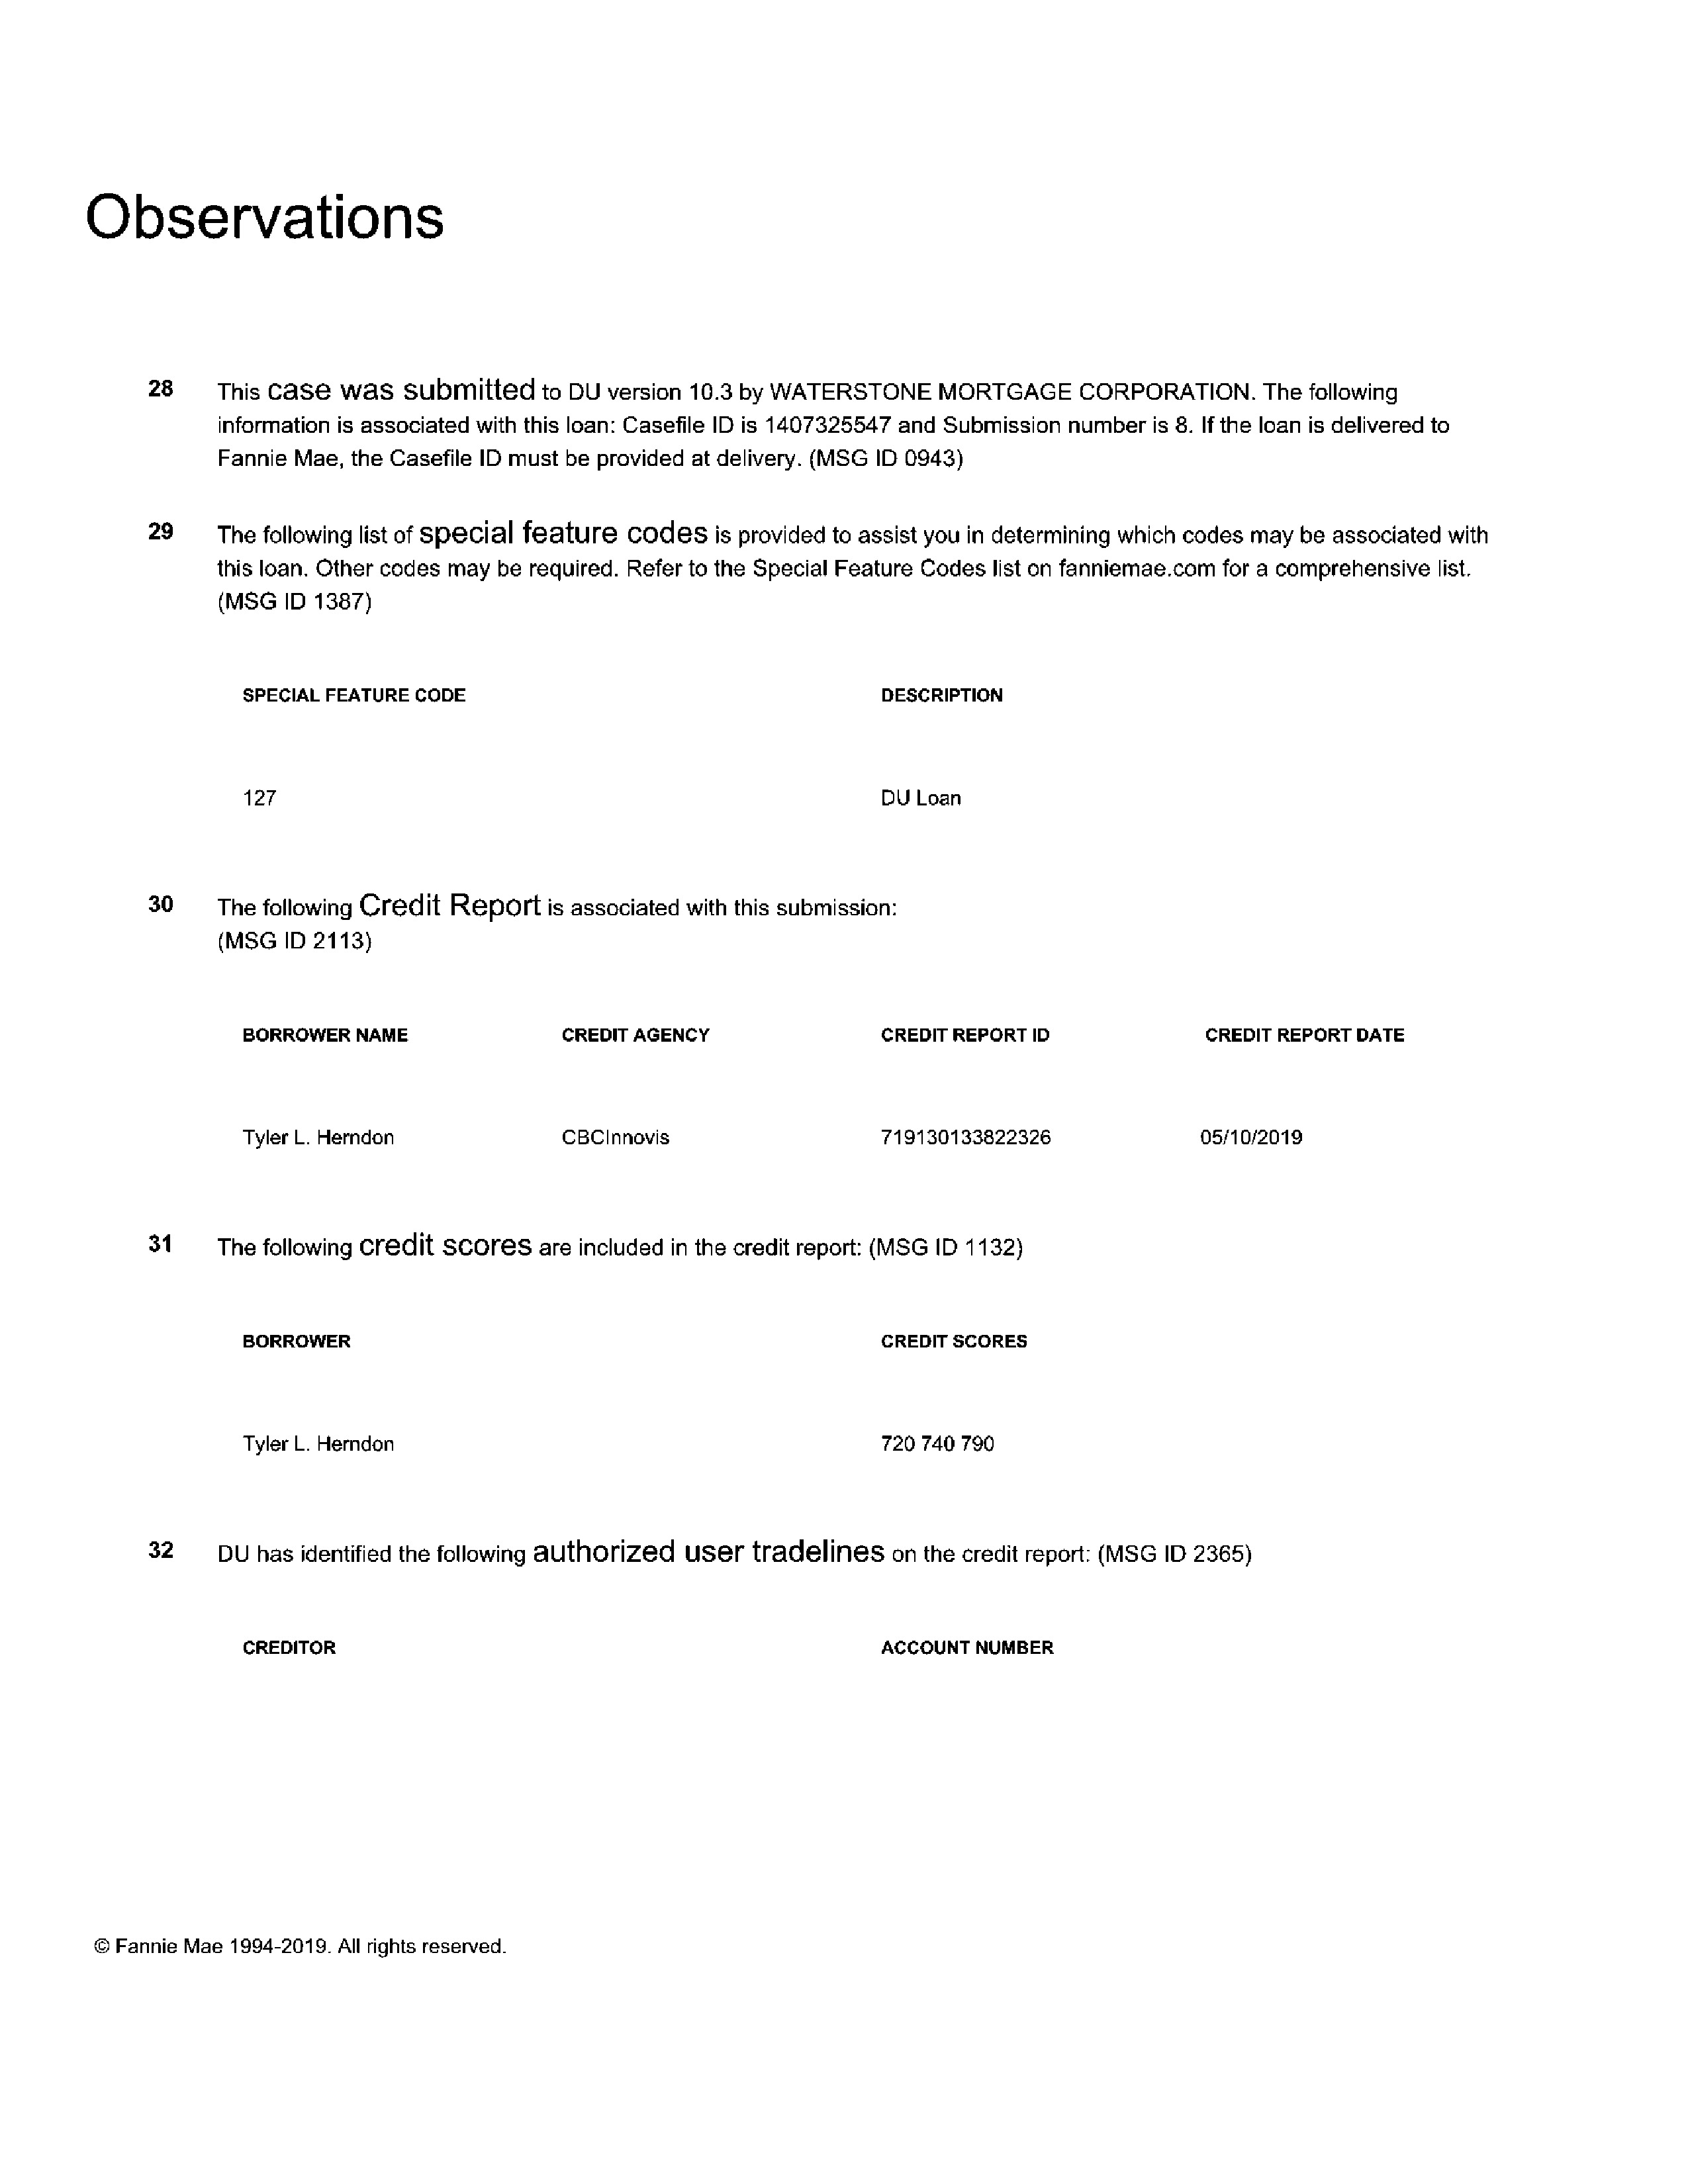 Observations
28 This case was submitted to DU version 10.3 by WATERSTONE MORTGAGE CORPORATION. The following
information is associated with this loan: Casefile ID is 1407325547 and Submission number is 8. If the loan is delivered to
Fannie Mae, the Casefile ID must be provided at delivery. (MSG ID 0943)
29 The following list of special feature codes is provided to assist you in determining which codes may be associated with
this loan. Other codes may be required. Refer to the Special Feature Codes list on fanniemae.com for a comprehensive list.
(MSG ID 1387)
SPECIAL FEATURE CODE DESCRIPTION
127 DU Loan
30 The following Credit Report is associated with this submission:
(MSG ID 2113)
BORROWER NAME CREDIT AGENCY CREDIT REPORT ID CREDIT REPORT DATE
Tyler L. Herndon CBCInnovis 719130133822326 05/10/2019
31 The following credit scores are included in the credit report: (MSG ID 1132)
BORROWER CREDIT SCORES
Tyler L. Herndon 720 740 790
32 DU has identified the following authorized user tradelines on the credit report: (MSG ID 2365)
CREDITOR ACCOUNT NUMBER
© Fannie Mae 1994-2019. All rights reserved.